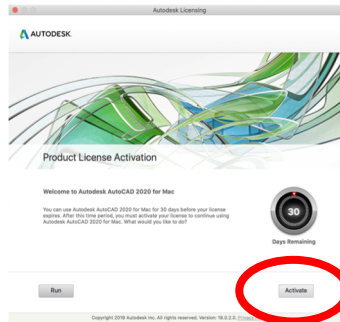 Autodesk Licensing
AUTODESK.
Product License Activation
Welcome to Autodesk AutoCAD 2020 for Mac
You can use Autodesk AutoCAD 2020 for Mac for 30 days before your license
expires. After this time period, you must activate your license to continue using
Autodesk AutoCAD 2020 for Mac. What would you like to do?
30
Days Remaining
Run
Activate
Copyright 2019 Autodesk Inc. All rights reserved. Version: 18.0.2.0.